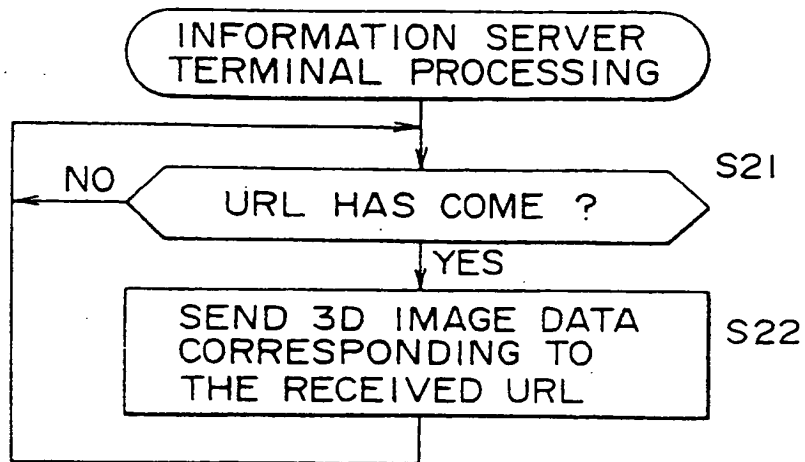 INFORMATION SERVER
TERMINAL PROCESSING
S21
NO
URL HAS COME ?
YES
SEND 3D IMAGE DATA
CORRESPONDING TO
THE RECEIVED URL
S22